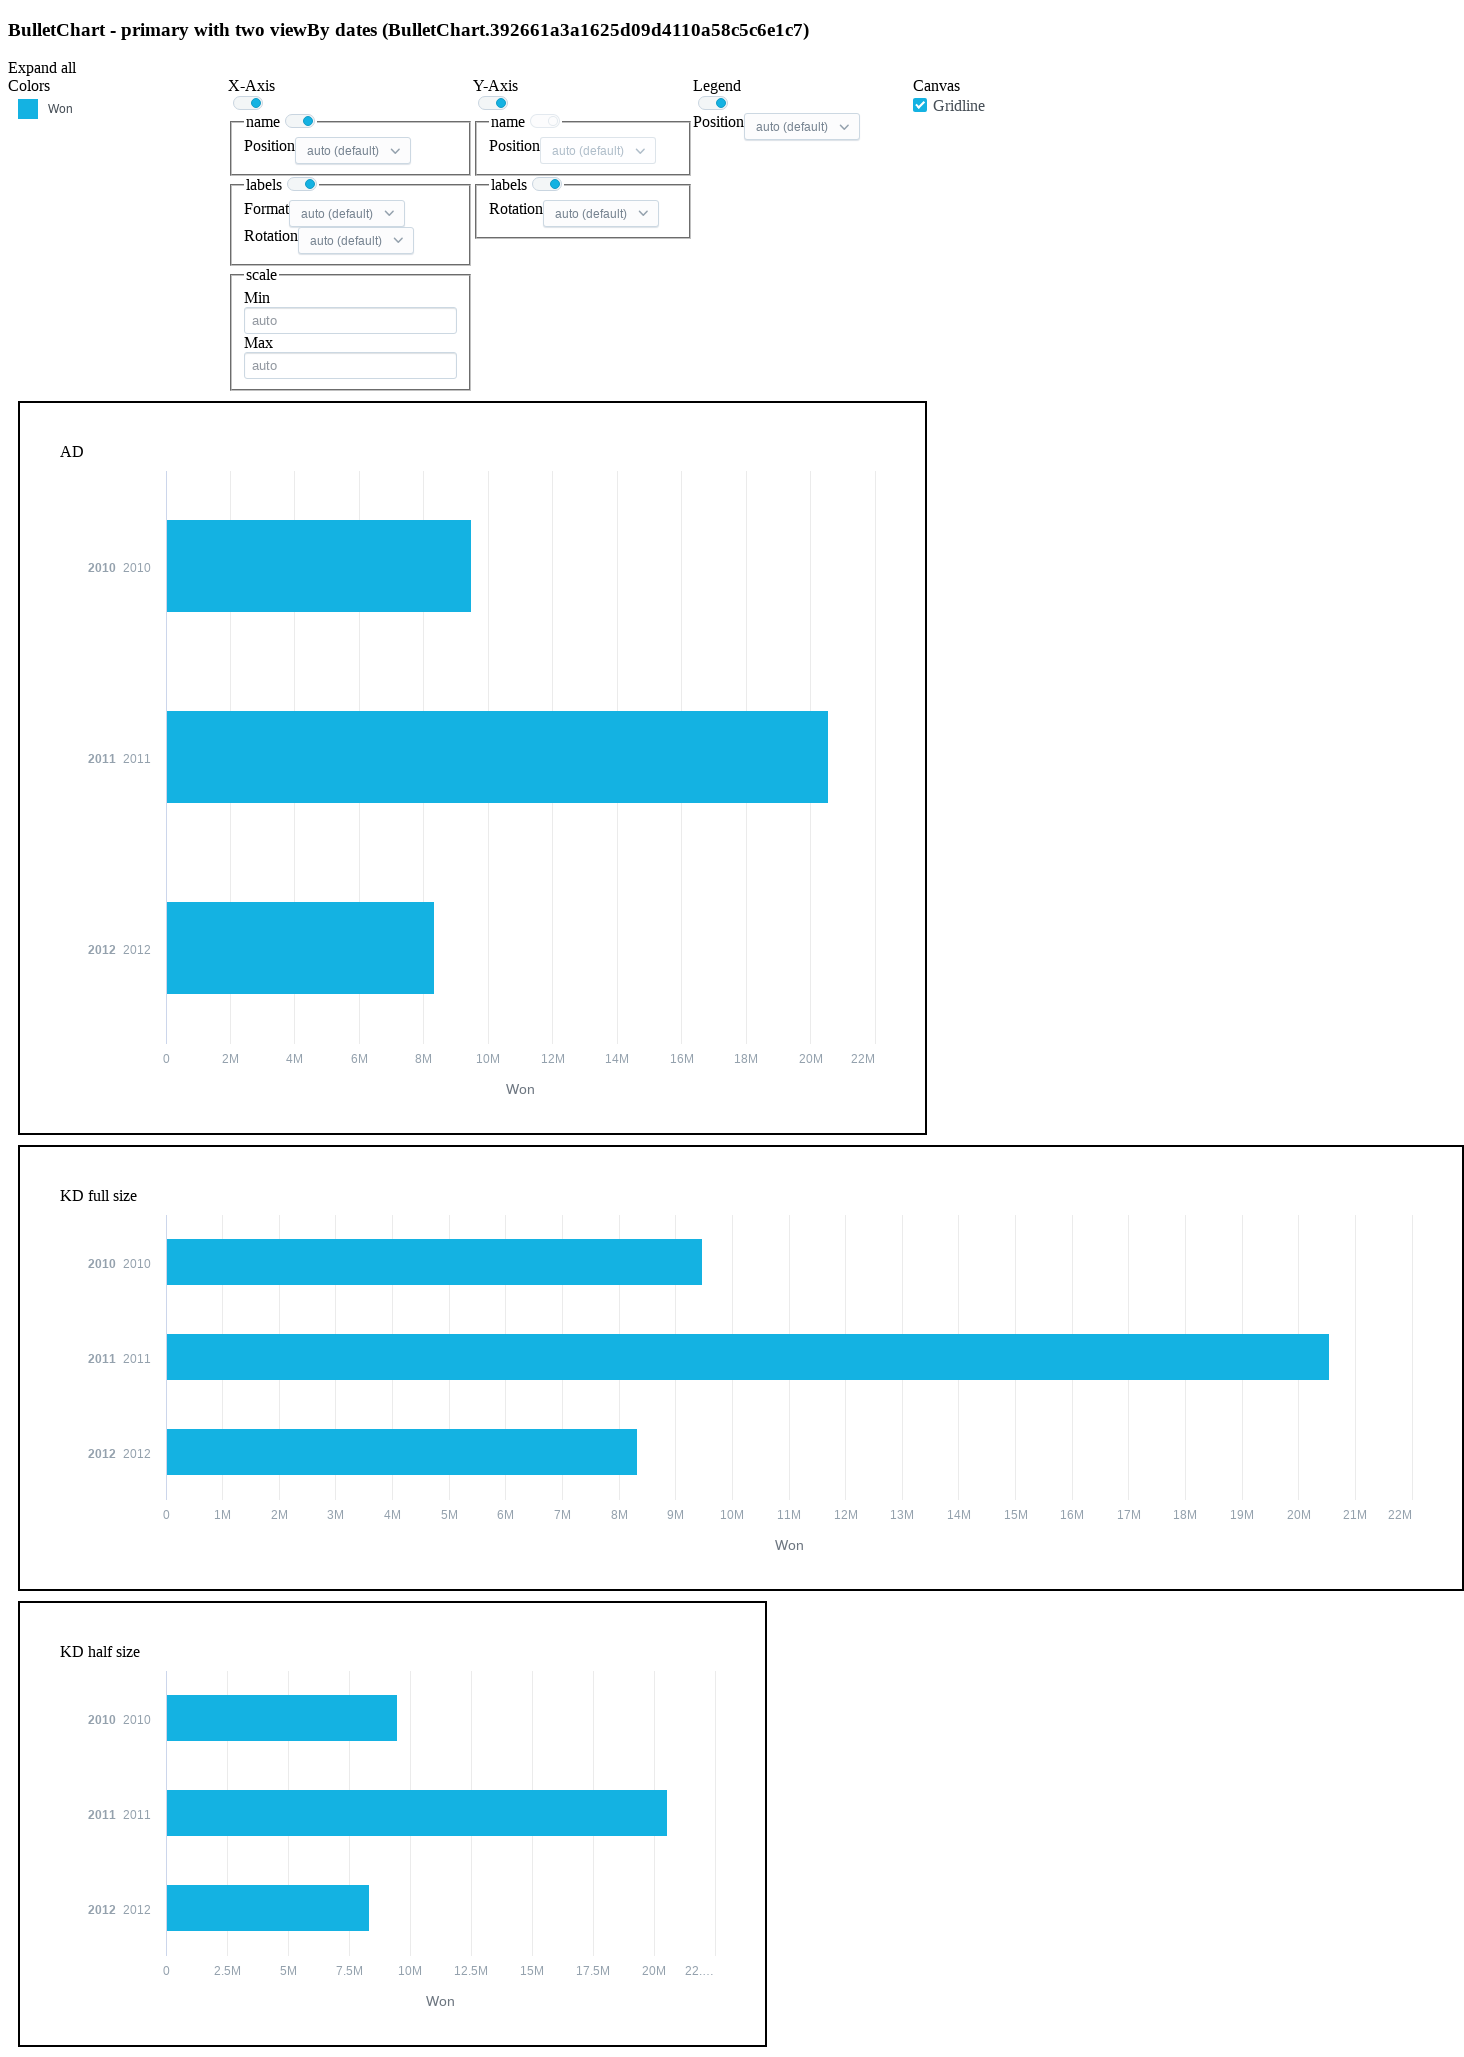 BulletChart - primary with two viewBy dates (BulletChart.392661a3a1625d09d4110a58c5c6e1c7)
Expand all
Colors
Won
X-Axis
name
Position auto (default)
labels
Format auto (default)
Rotation auto (default)
scale
Min
auto
Max
auto
Y-Axis
name
Position auto (default)
labels
Rotation auto (default)
Legend
Position auto (default)
Canvas
Gridline
AD
2010 2010
2011 2011
2012 2012
0 2M 4M 6M 8M 10M 12M 14M 16M 18M 20M 22M
Won
KD full size
2010 2010
2011 2011
2012 2012
0 1M 2M 3M 4M 5M 6M 7M 8M 9M 10M 11M 12M 13M 14M 15M 16M 17M 18M 19M 20M 21M 22M
Won
KD half size
2010 2010
2011 2011
2012 2012
0 2.5M 5M 7.5M 10M 12.5M 15M 17.5M 20M 22.…
Won